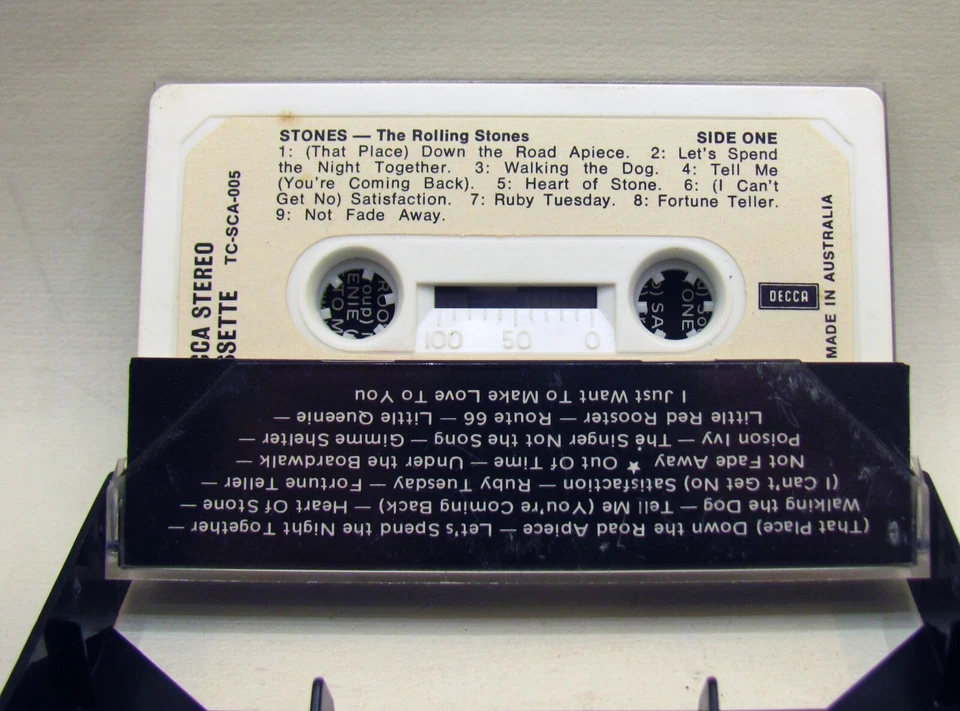 STONES — The Rolling Stones SIDE ONE
1: (That Place) Down the Road Apiece. 2: Let's Spend
the Night Together. 3: Walking the Dog. 4: Tell Me
(You're Coming Back). 5: Heart of Stone. 6: (I Can't
Get No) Satisfaction. 7: Ruby Tuesday. 8: Fortune Teller.
9: Not Fade Away.
TC-SCA-005
CCA STEREO
SSETTE
DECCA
MADE IN AUSTRALIA
100 50 0
(That Place) Down the Road Apiece — Let's Spend the Night Together —
Walking the Dog — Tell Me (You're Coming Back) — Heart Of Stone —
(I Can't Get No) Satisfaction — Ruby Tuesday — Fortune Teller —
Not Fade Away ★ Out Of Time — Under the Boardwalk —
Poison Ivy — The Singer Not the Song — Gimme Shelter —
Little Red Rooster — Route 66 — Little Queenie —
I Just Want To Make Love To You